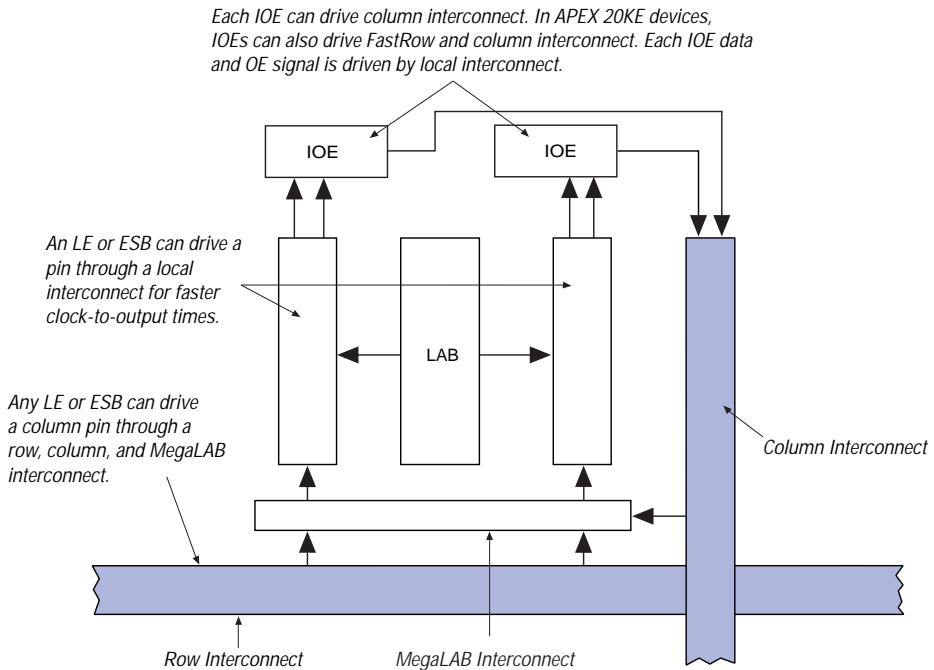 Each IOE can drive column interconnect. In APEX 20KE devices,
IOEs can also drive FastRow and column interconnect. Each IOE data
and OE signal is driven by local interconnect.
IOE
IOE
An LE or ESB can drive a
pin through a local
interconnect for faster
clock-to-output times.
LAB
Any LE or ESB can drive
a column pin through a
row, column, and MegaLAB
interconnect.
Column Interconnect
Row Interconnect
MegaLAB Interconnect